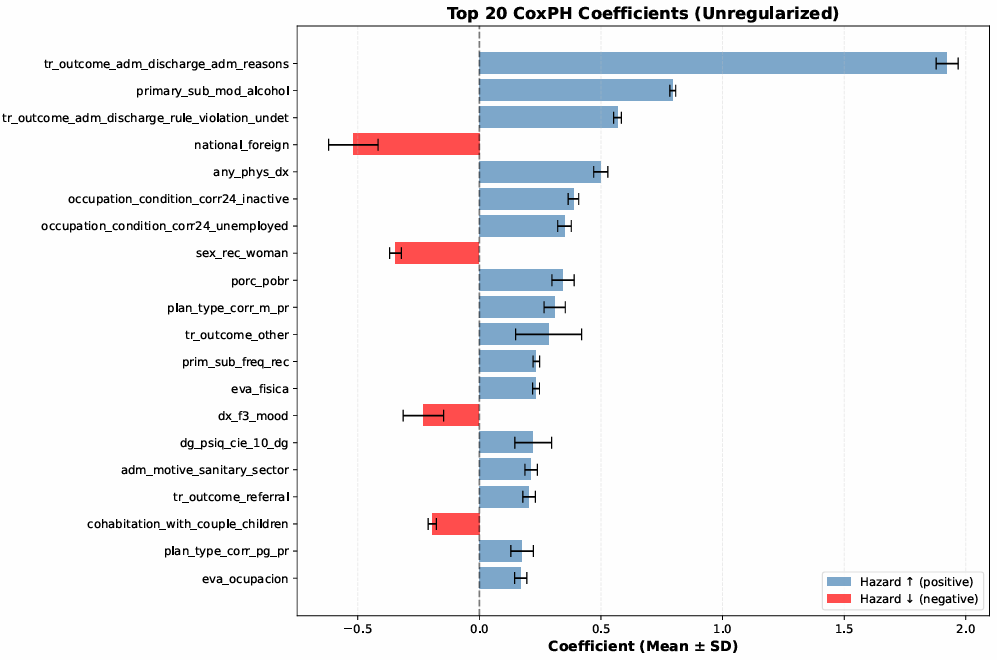 Top 20 CoxPH Coefficients (Unregularized)
tr_outcome_adm_discharge_adm_reasons
primary_sub_mod_alcohol
tr_outcome_adm_discharge_rule_violation_undet
national_foreign
any_phys_dx
occupation_condition_corr24_inactive
occupation_condition_corr24_unemployed
sex_rec_woman
porc_pobr
plan_type_corr_m_pr
tr_outcome_other
prim_sub_freq_rec
eva_fisica
dx_f3_mood
dg_psiq_cie_10_dg
adm_motive_sanitary_sector
tr_outcome_referral
cohabitation_with_couple_children
plan_type_corr_pg_pr
eva_ocupacion
Hazard ↑ (positive)
Hazard ↓ (negative)
−0.5 0.0 0.5 1.0 1.5 2.0
Coefficient (Mean ± SD)